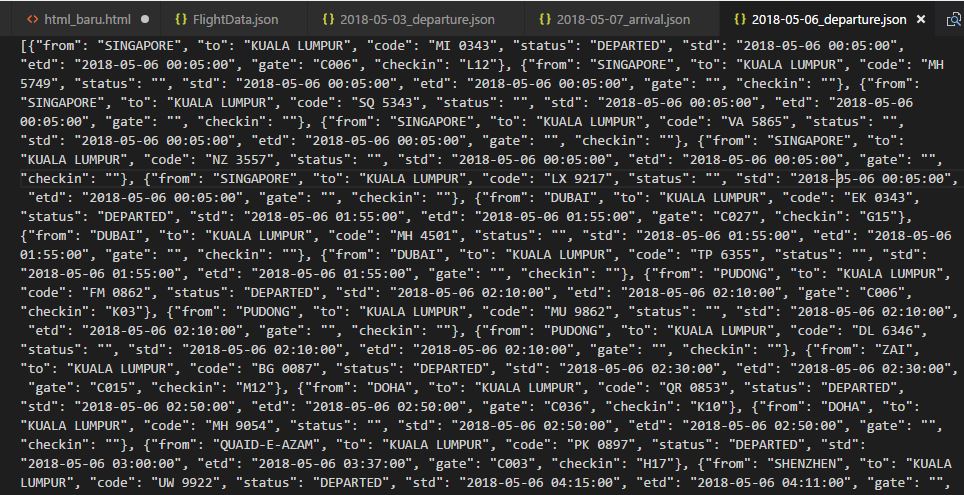 html_baru.html FlightData.json 2018-05-03_departure.json 2018-05-07_arrival.json 2018-05-06_departure.json
[{"from": "SINGAPORE", "to": "KUALA LUMPUR", "code": "MI 0343", "status": "DEPARTED", "std": "2018-05-06 00:05:00",
"etd": "2018-05-06 00:05:00", "gate": "C006", "checkin": "L12"}, {"from": "SINGAPORE", "to": "KUALA LUMPUR", "code": "MH
5749", "status": "", "std": "2018-05-06 00:05:00", "etd": "2018-05-06 00:05:00", "gate": "", "checkin": ""}, {"from":
"SINGAPORE", "to": "KUALA LUMPUR", "code": "SQ 5343", "status": "", "std": "2018-05-06 00:05:00", "etd": "2018-05-06
00:05:00", "gate": "", "checkin": ""}, {"from": "SINGAPORE", "to": "KUALA LUMPUR", "code": "VA 5865", "status": "",
"std": "2018-05-06 00:05:00", "etd": "2018-05-06 00:05:00", "gate": "", "checkin": ""}, {"from": "SINGAPORE", "to":
"KUALA LUMPUR", "code": "NZ 3557", "status": "", "std": "2018-05-06 00:05:00", "etd": "2018-05-06 00:05:00", "gate": "",
"checkin": ""}, {"from": "SINGAPORE", "to": "KUALA LUMPUR", "code": "LX 9217", "status": "", "std": "2018-05-06 00:05:00",
"etd": "2018-05-06 00:05:00", "gate": "", "checkin": ""}, {"from": "DUBAI", "to": "KUALA LUMPUR", "code": "EK 0343",
"status": "DEPARTED", "std": "2018-05-06 01:55:00", "etd": "2018-05-06 01:55:00", "gate": "C027", "checkin": "G15"},
{"from": "DUBAI", "to": "KUALA LUMPUR", "code": "MH 4501", "status": "", "std": "2018-05-06 01:55:00", "etd": "2018-05-06
01:55:00", "gate": "", "checkin": ""}, {"from": "DUBAI", "to": "KUALA LUMPUR", "code": "TP 6355", "status": "", "std":
"2018-05-06 01:55:00", "etd": "2018-05-06 01:55:00", "gate": "", "checkin": ""}, {"from": "PUDONG", "to": "KUALA LUMPUR",
"code": "FM 0862", "status": "DEPARTED", "std": "2018-05-06 02:10:00", "etd": "2018-05-06 02:10:00", "gate": "C006",
"checkin": "K03"}, {"from": "PUDONG", "to": "KUALA LUMPUR", "code": "MU 9862", "status": "", "std": "2018-05-06 02:10:00",
"etd": "2018-05-06 02:10:00", "gate": "", "checkin": ""}, {"from": "PUDONG", "to": "KUALA LUMPUR", "code": "DL 6346",
"status": "", "std": "2018-05-06 02:10:00", "etd": "2018-05-06 02:10:00", "gate": "", "checkin": ""}, {"from": "ZAI",
"to": "KUALA LUMPUR", "code": "BG 0087", "status": "DEPARTED", "std": "2018-05-06 02:30:00", "etd": "2018-05-06 02:30:00",
"gate": "C015", "checkin": "M12"}, {"from": "DOHA", "to": "KUALA LUMPUR", "code": "QR 0853", "status": "DEPARTED",
"std": "2018-05-06 02:50:00", "etd": "2018-05-06 02:50:00", "gate": "C036", "checkin": "K10"}, {"from": "DOHA", "to":
"KUALA LUMPUR", "code": "MH 9054", "status": "", "std": "2018-05-06 02:50:00", "etd": "2018-05-06 02:50:00", "gate": "",
"checkin": ""}, {"from": "QUAID-E-AZAM", "to": "KUALA LUMPUR", "code": "PK 0897", "status": "DEPARTED", "std":
"2018-05-06 03:00:00", "etd": "2018-05-06 03:37:00", "gate": "C003", "checkin": "H17"}, {"from": "SHENZHEN", "to": "KUALA
LUMPUR", "code": "UW 9922", "status": "DEPARTED", "std": "2018-05-06 04:15:00", "etd": "2018-05-06 04:11:00", "gate": "",